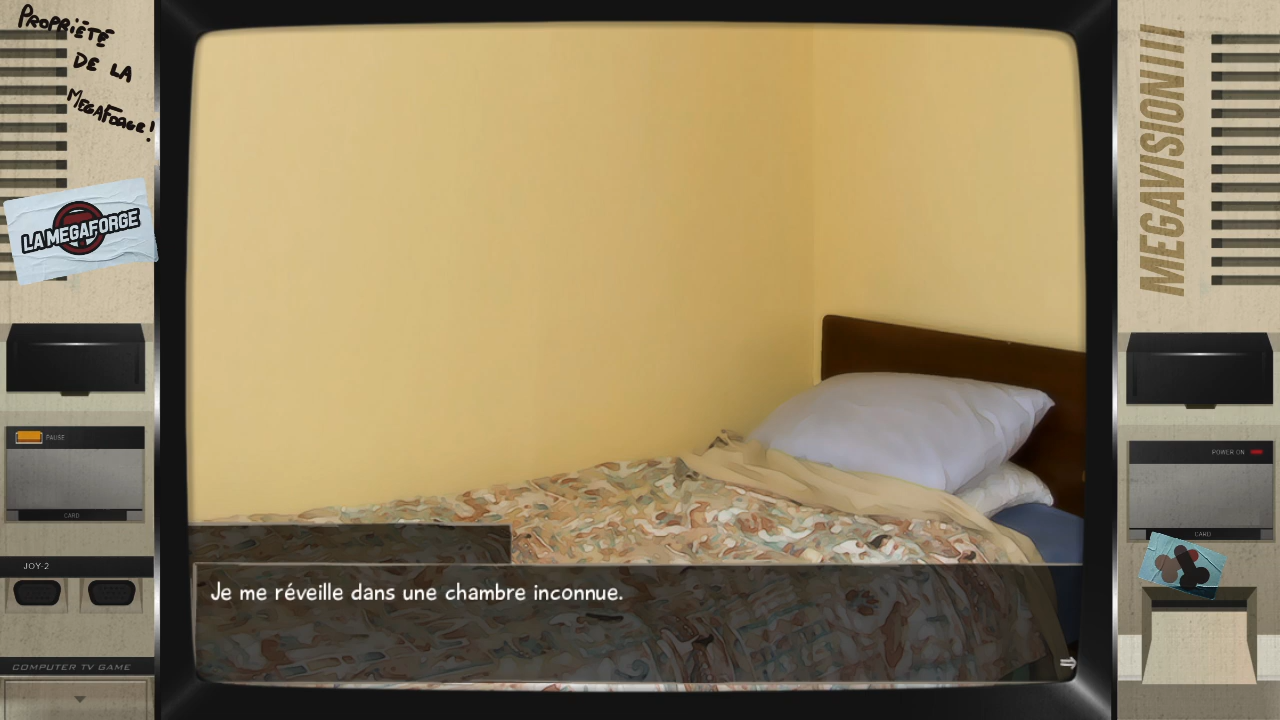 PROPRIÉTÉ
DE LA
MEGAFORGE!
LA MEGAFORGE
PAUSE
CARD
JOY-2
COMPUTER TV GAME
Je me réveille dans une chambre inconnue.
MEGAVISION III
POWER ON
CARD